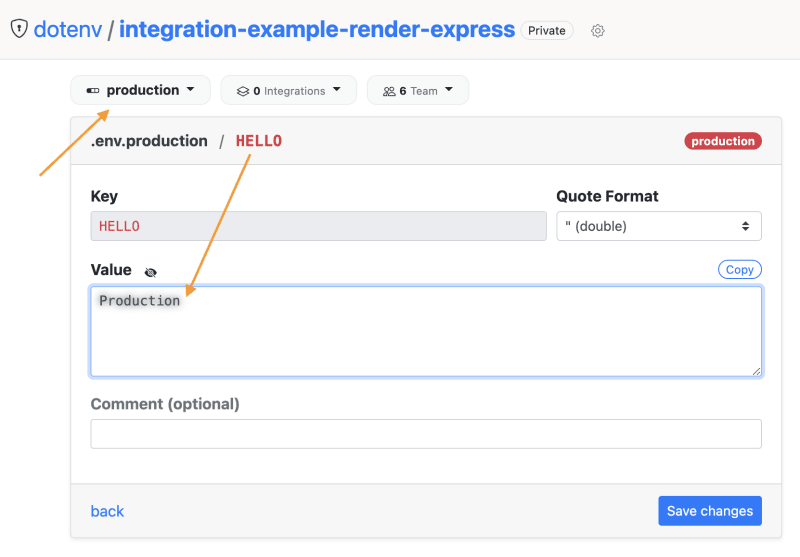 dotenv / integration-example-render-express Private
production 0 Integrations 6 Team
.env.production / HELLO production
Key Quote Format
HELLO " (double)
Value Copy
Production
Comment (optional)
back Save changes